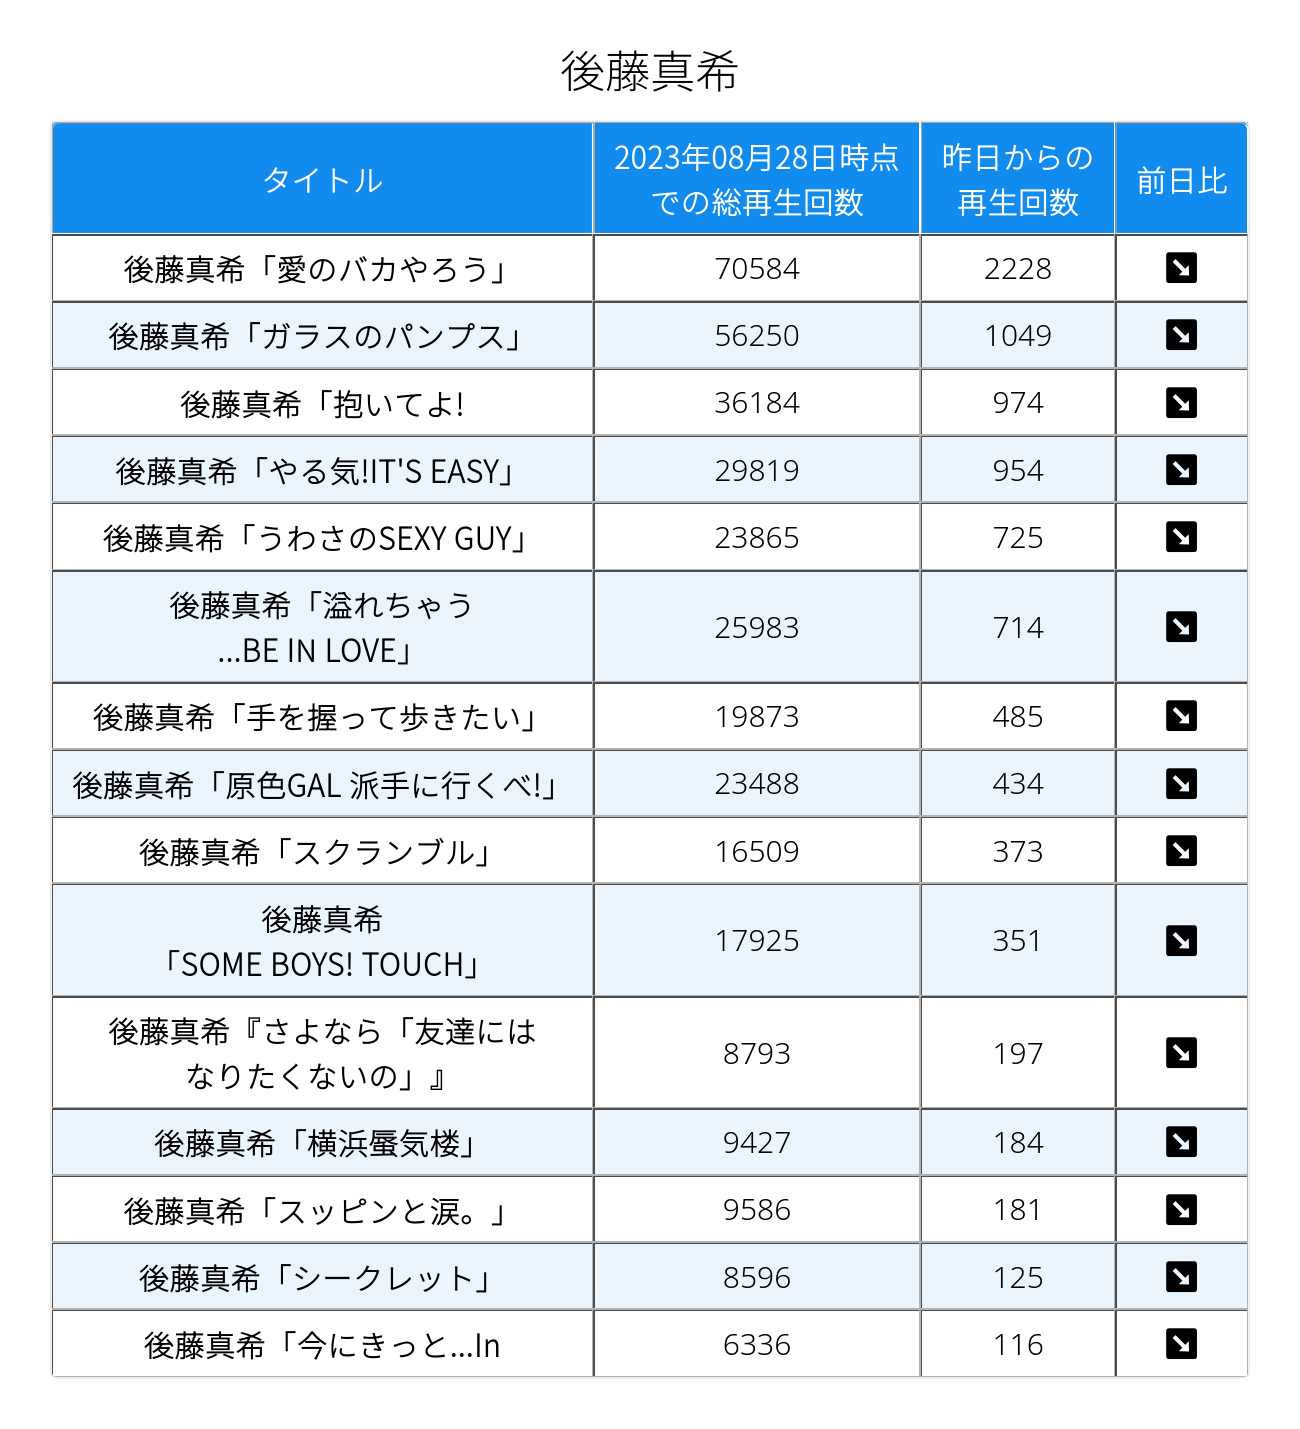 後藤真希
タイトル
2023年08月28日時点
での総再生回数
昨日からの
再生回数
前日比
後藤真希「愛のバカやろう」 70584 2228
後藤真希「ガラスのパンプス」 56250 1049
後藤真希「抱いてよ! 36184 974
後藤真希「やる気!IT'S EASY」 29819 954
後藤真希「うわさのSEXY GUY」 23865 725
後藤真希「溢れちゃう
...BE IN LOVE」 25983 714
後藤真希「手を握って歩きたい」 19873 485
後藤真希「原色GAL 派手に行くべ!」 23488 434
後藤真希「スクランブル」 16509 373
後藤真希
「SOME BOYS! TOUCH」 17925 351
後藤真希『さよなら「友達には
なりたくないの」』 8793 197
後藤真希「横浜蜃気楼」 9427 184
後藤真希「スッピンと涙。」 9586 181
後藤真希「シークレット」 8596 125
後藤真希「今にきっと...In 6336 116